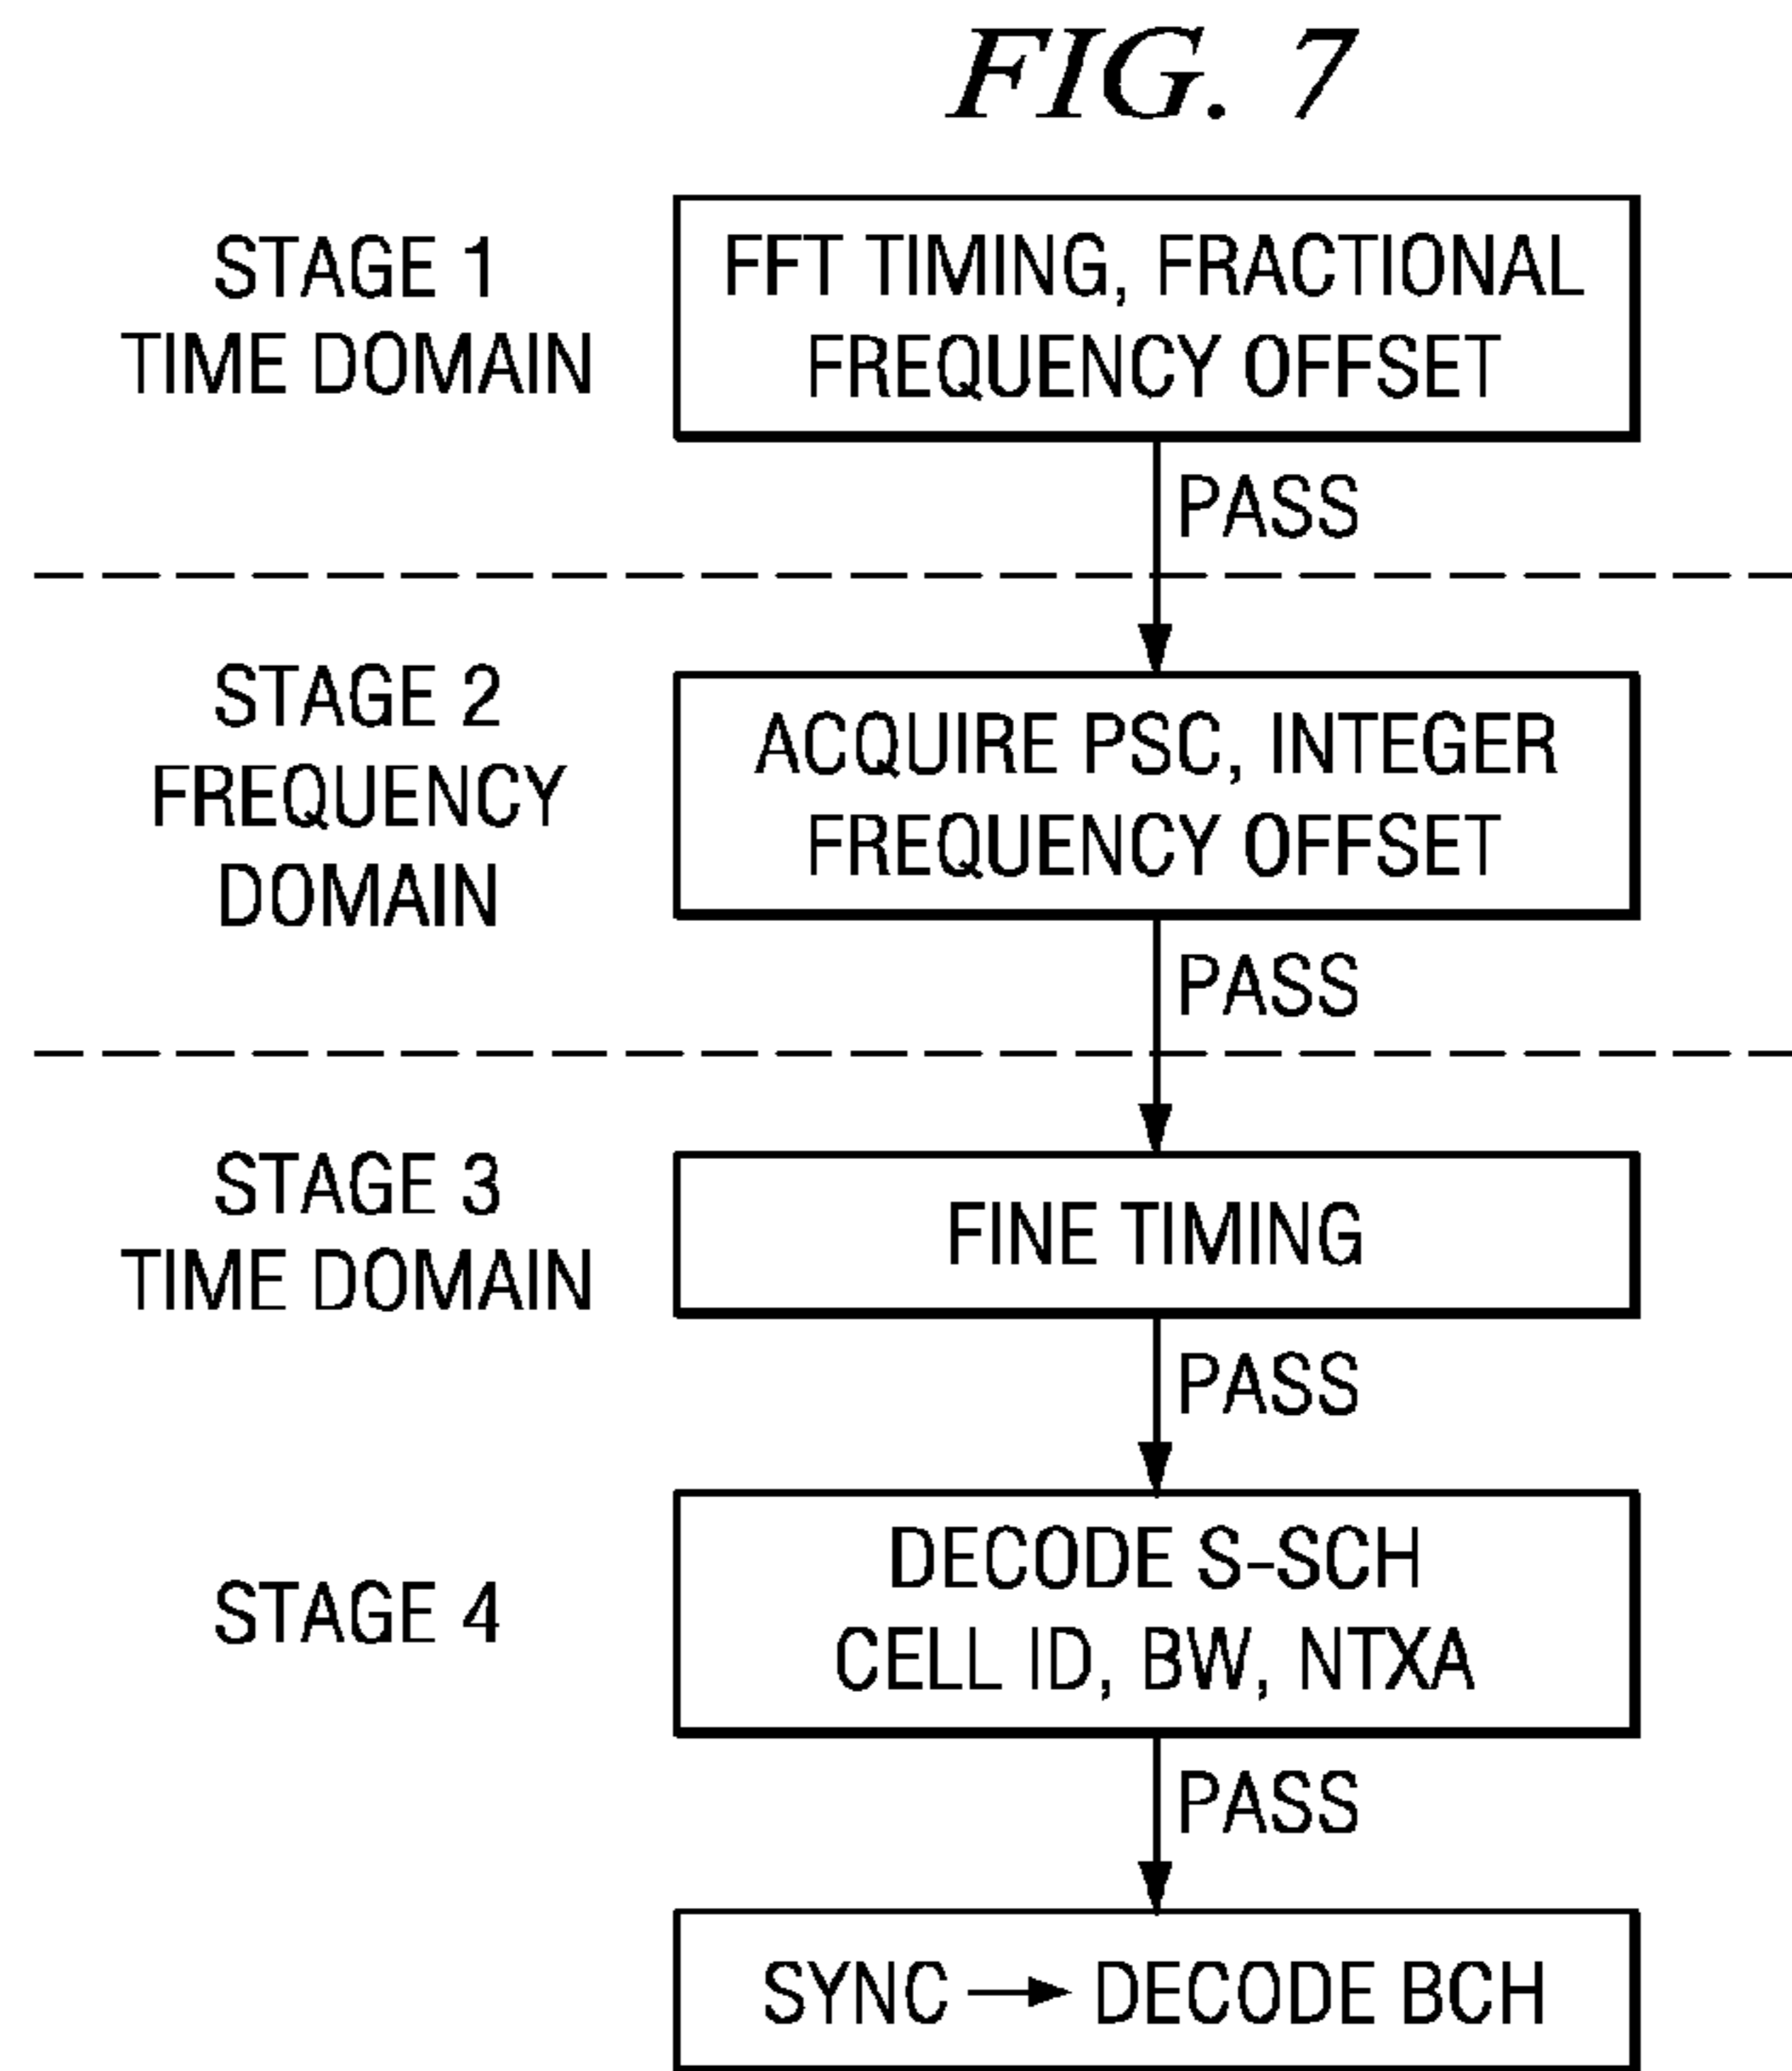 FIG. 7
STAGE 1
TIME DOMAIN
FFT TIMING, FRACTIONAL
FREQUENCY OFFSET
PASS
STAGE 2
FREQUENCY
DOMAIN
ACQUIRE PSC, INTEGER
FREQUENCY OFFSET
PASS
STAGE 3
TIME DOMAIN
FINE TIMING
PASS
STAGE 4
DECODE S-SCH
CELL ID, BW, NTXA
PASS
SYNC → DECODE BCH